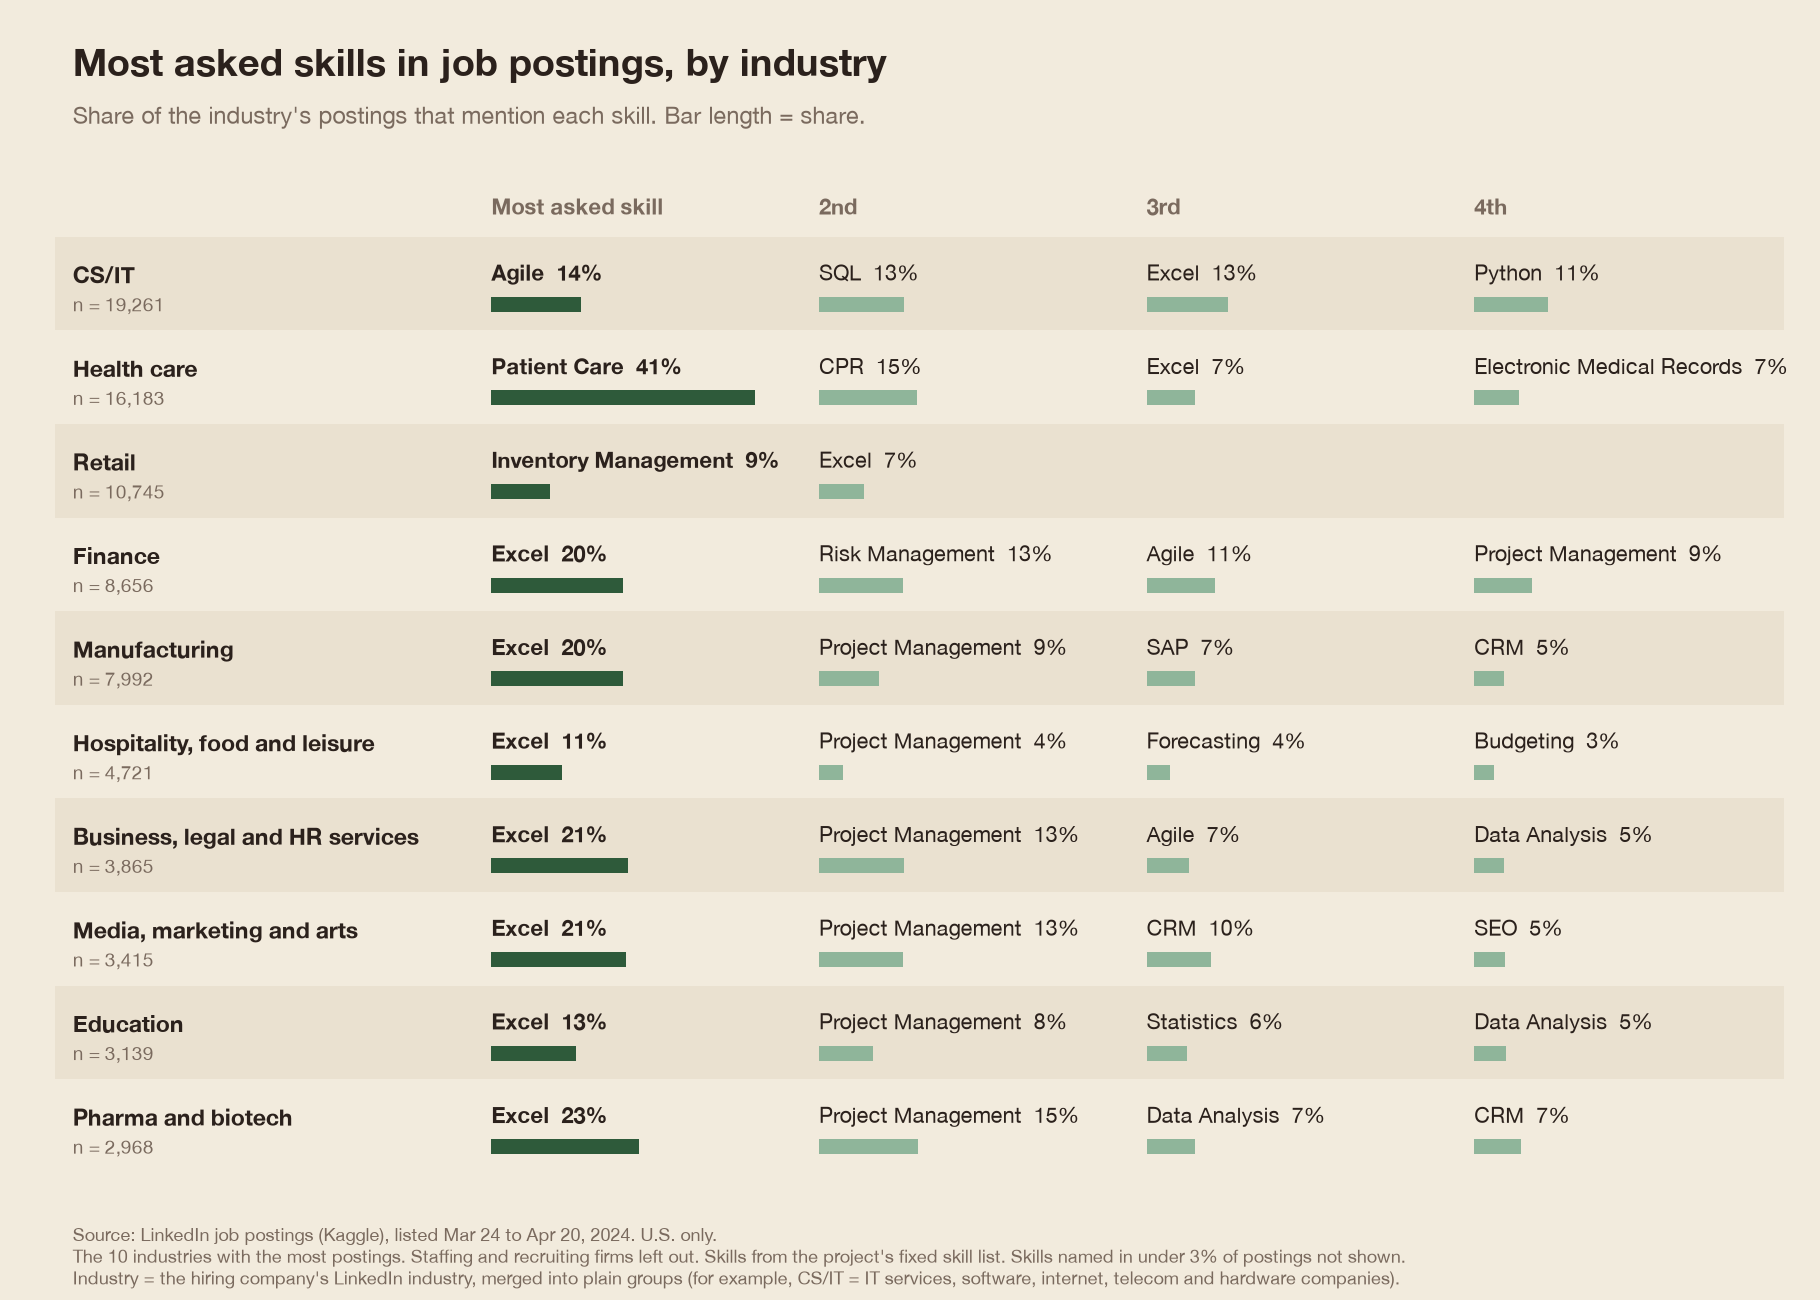 Most asked skills in job postings, by industry
Share of the industry's postings that mention each skill. Bar length = share.
Most asked skill 2nd 3rd 4th
CS/IT
n = 19,261
Agile 14% SQL 13% Excel 13% Python 11%
Health care
n = 16,183
Patient Care 41% CPR 15% Excel 7% Electronic Medical Records 7%
Retail
n = 10,745
Inventory Management 9% Excel 7%
Finance
n = 8,656
Excel 20% Risk Management 13% Agile 11% Project Management 9%
Manufacturing
n = 7,992
Excel 20% Project Management 9% SAP 7% CRM 5%
Hospitality, food and leisure
n = 4,721
Excel 11% Project Management 4% Forecasting 4% Budgeting 3%
Business, legal and HR services
n = 3,865
Excel 21% Project Management 13% Agile 7% Data Analysis 5%
Media, marketing and arts
n = 3,415
Excel 21% Project Management 13% CRM 10% SEO 5%
Education
n = 3,139
Excel 13% Project Management 8% Statistics 6% Data Analysis 5%
Pharma and biotech
n = 2,968
Excel 23% Project Management 15% Data Analysis 7% CRM 7%
Source: LinkedIn job postings (Kaggle), listed Mar 24 to Apr 20, 2024. U.S. only.
The 10 industries with the most postings. Staffing and recruiting firms left out. Skills from the project's fixed skill list. Skills named in under 3% of postings not shown.
Industry = the hiring company's LinkedIn industry, merged into plain groups (for example, CS/IT = IT services, software, internet, telecom and hardware companies).